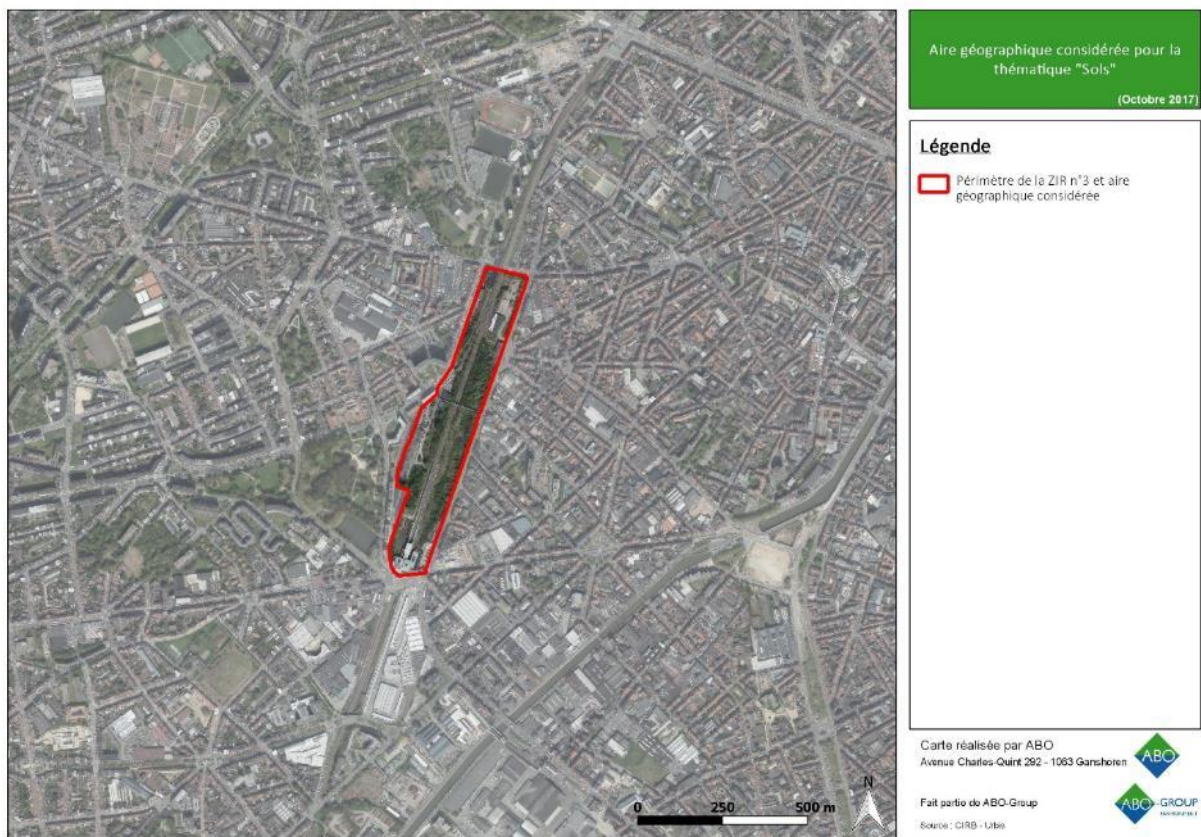 Aire géographique considérée pour la
thématique "Sols"
(Octobre 2017)
Légende
Périmètre de la ZIR n°3 et aire
géographique considérée
N
0 250 500 m
Carte réalisée par ABO
Avenue Charles-Quint 292 - 1083 Ganshoren
ABO
Fait partie de ABO-Group
ABO-GROUP
Source : CIRB - Urbis